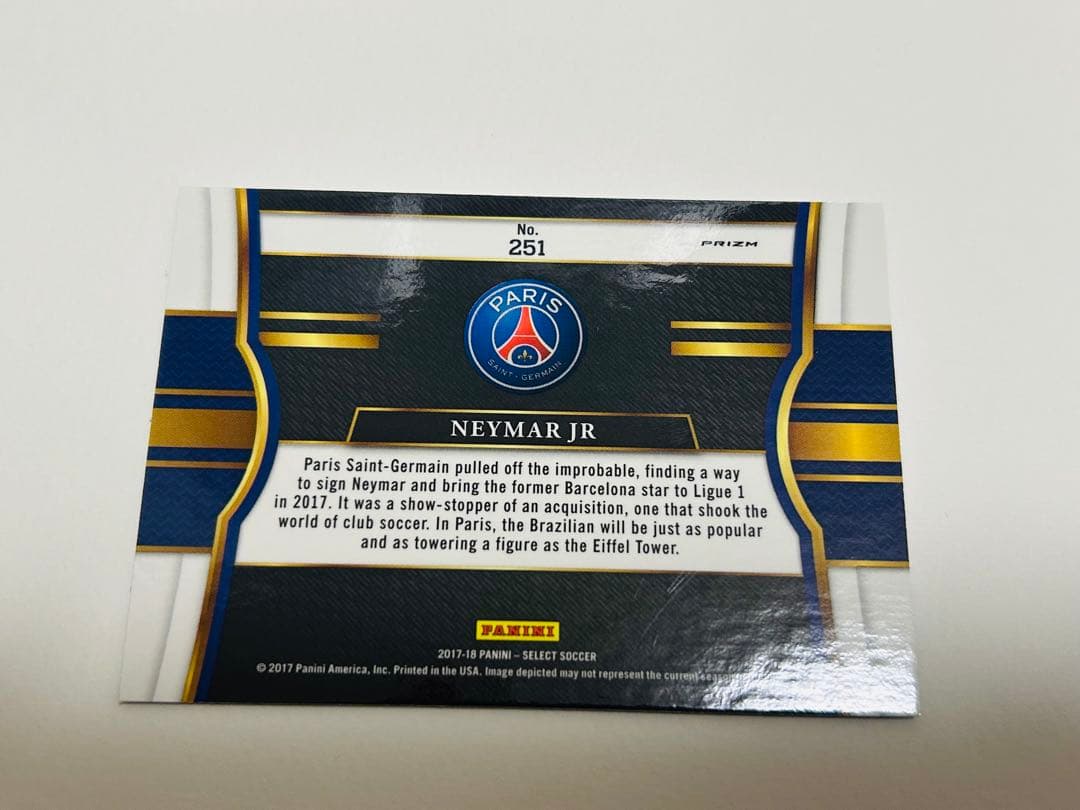 No.
251
PRIZM
PARIS
SAINT-GERMAIN
NEYMAR JR
Paris Saint-Germain pulled off the improbable, finding a way
to sign Neymar and bring the former Barcelona star to Ligue 1
in 2017. It was a show-stopper of an acquisition, one that shook the
world of club soccer. In Paris, the Brazilian will be just as popular
and as towering a figure as the Eiffel Tower.
PANINI
2017-18 PANINI – SELECT SOCCER
© 2017 Panini America, Inc. Printed in the USA. Image depicted may not represent the current season